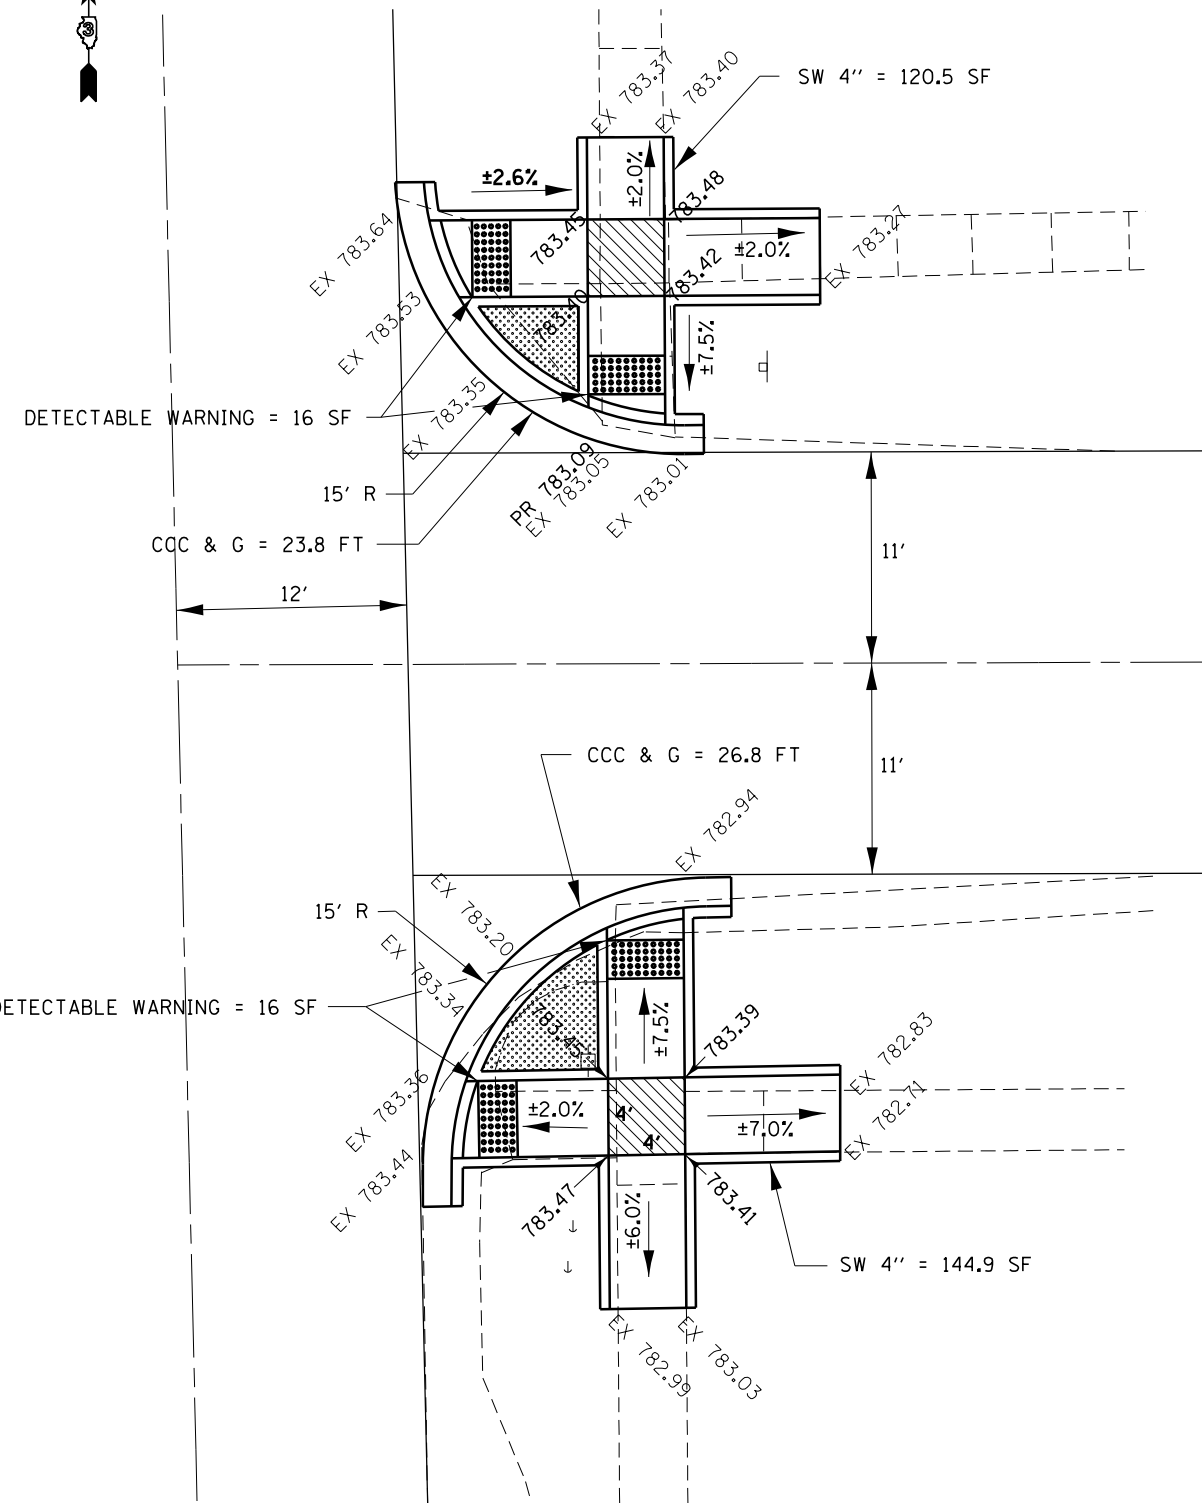 3
EX 783.37
EX 783.40
SW 4" = 120.5 SF
±2.6%
±2.0%
783.48
783.45
EX 783.64
±2.0%
EX 783.27
783.42
783.40
EX 783.53
±7.5%
EX 783.35
DETECTABLE WARNING = 16 SF
15' R
PR 783.09
EX 783.05
EX 783.01
CCC & G = 23.8 FT
11'
12'
CCC & G = 26.8 FT
11'
EX 782.94
EX 783.20
15' R
EX 783.34
DETECTABLE WARNING = 16 SF
783.45
±7.5%
783.39
EX 782.83
EX 783.36
±2.0%
4'
4'
±7.0%
EX 782.71
EX 783.44
783.47
783.41
±6.0%
SW 4" = 144.9 SF
EX 782.99
EX 783.03